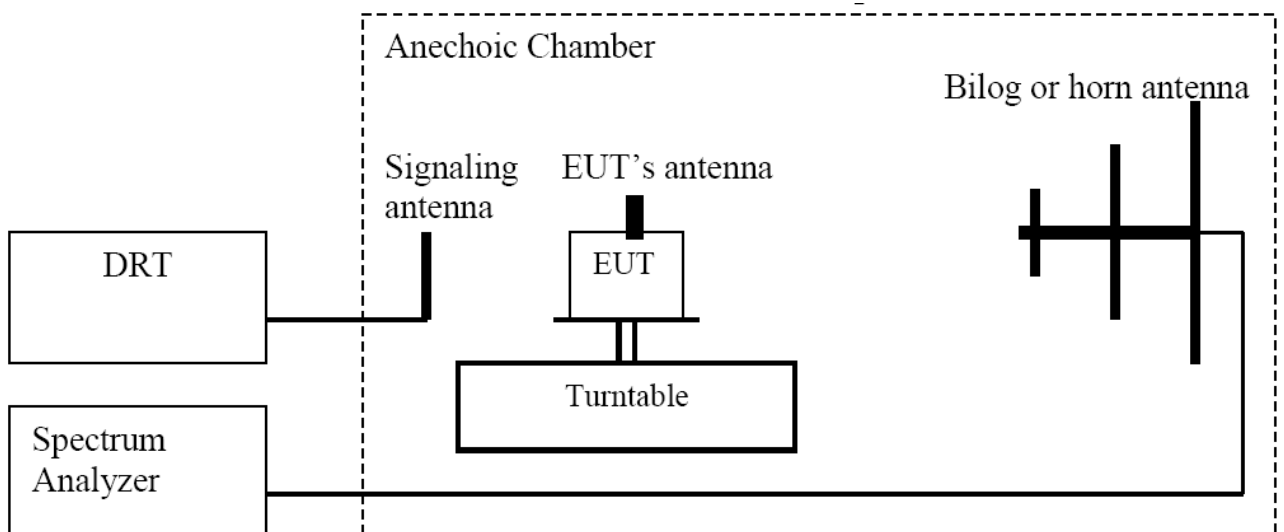 Anechoic Chamber
Bilog or horn antenna
Signaling
antenna
EUT’s antenna
DRT
EUT
Turntable
Spectrum
Analyzer